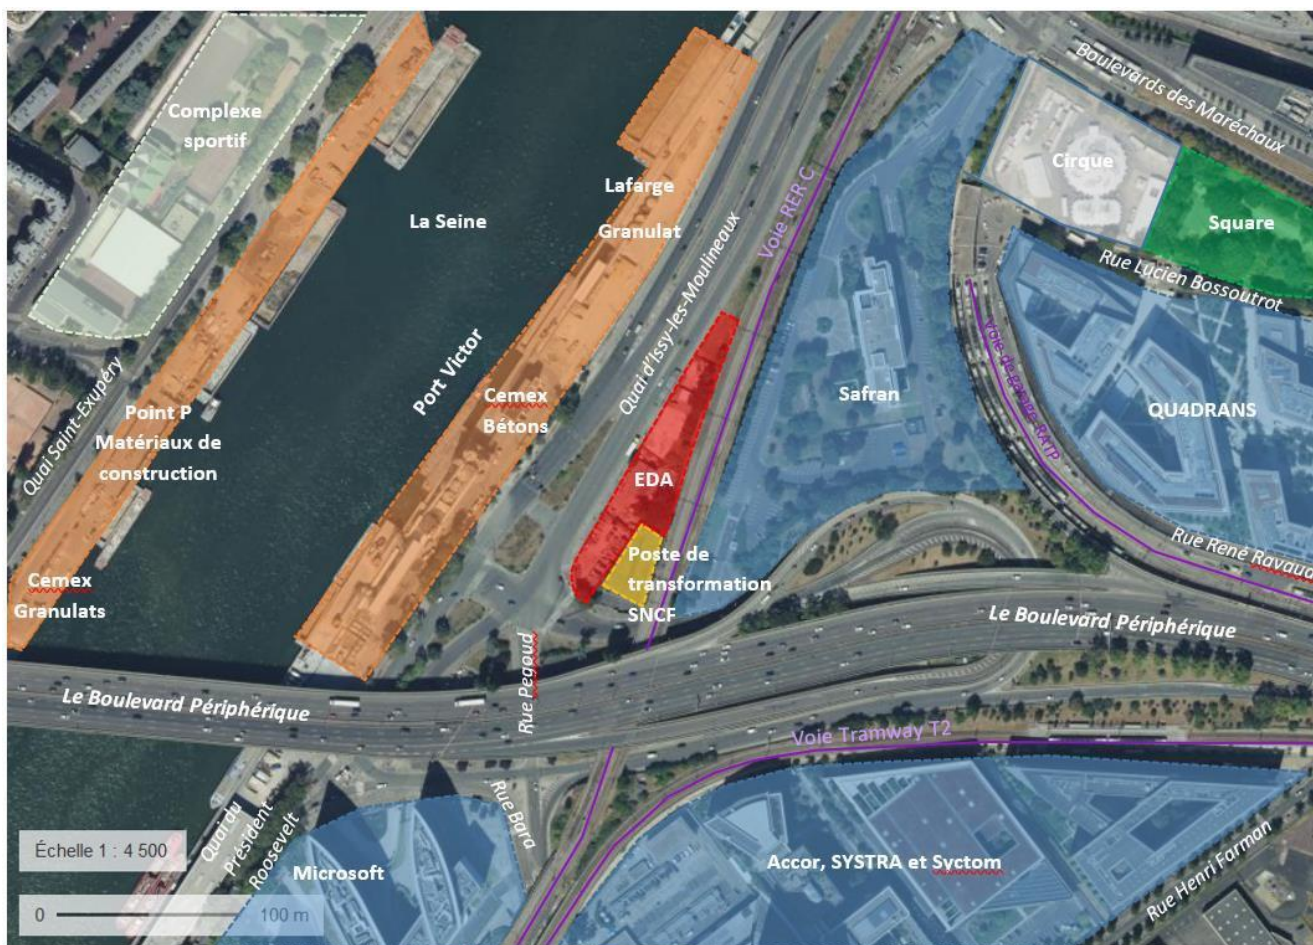 Boulevards des Maréchaux
Complexe
sportif
Cirque
Lafarge
Granulat
La Seine
Voie RER C
Square
Rue Lucien Bossoutrot
Quai d'Issy-les-Moulineaux
Port Victor
Voie de garage RATP
Quai Saint-Exupéry
Point P
Matériaux de
construction
Cemex
Bétons
Safran
QU4DRANS
EDA
Poste de
transformation
SNCF
Rue René Ravaud
Cemex
Granulats
Le Boulevard Périphérique
Le Boulevard Périphérique
Rue Pegoud
Voie Tramway T2
Rue Bara
Quai du
Président
Roosevelt
Microsoft
Accor, SYSTRA et Syctom
Rue Henri Farman
Échelle 1 : 4 500
0 100 m